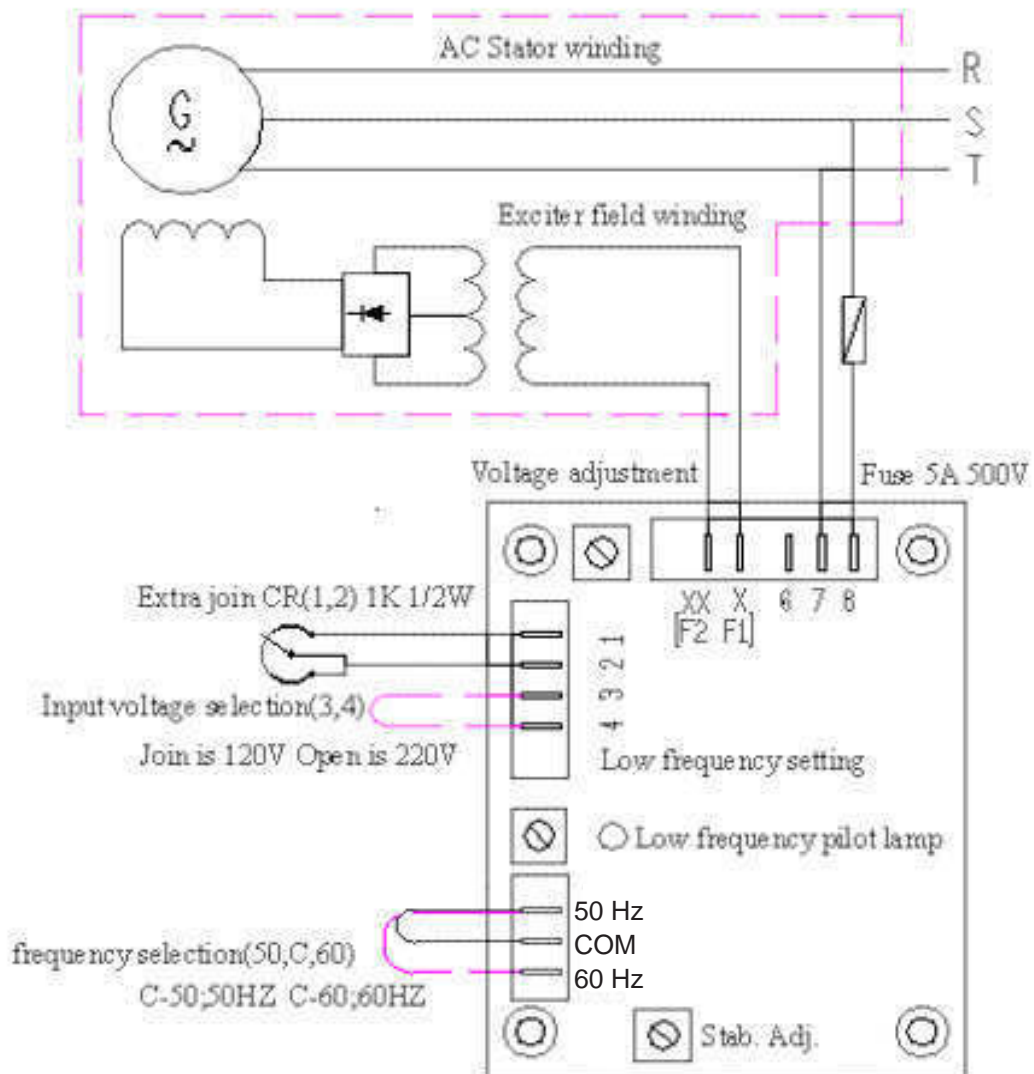 AC Stator winding
R
G
S
~
T
Exciter field winding
Voltage adjustment
Fuse 5A 500V
Extra join CR(1,2) 1K 1/2W
XX X 6 7 8
[F2 F1]
1
2
3
4
Input voltage selection(3,4)
Join is 120V Open is 220V
Low frequency setting
Low frequency pilot lamp
50 Hz
COM
60 Hz
frequency selection(50,C,60)
C-50;50HZ C-60;60HZ
Stab. Adj.